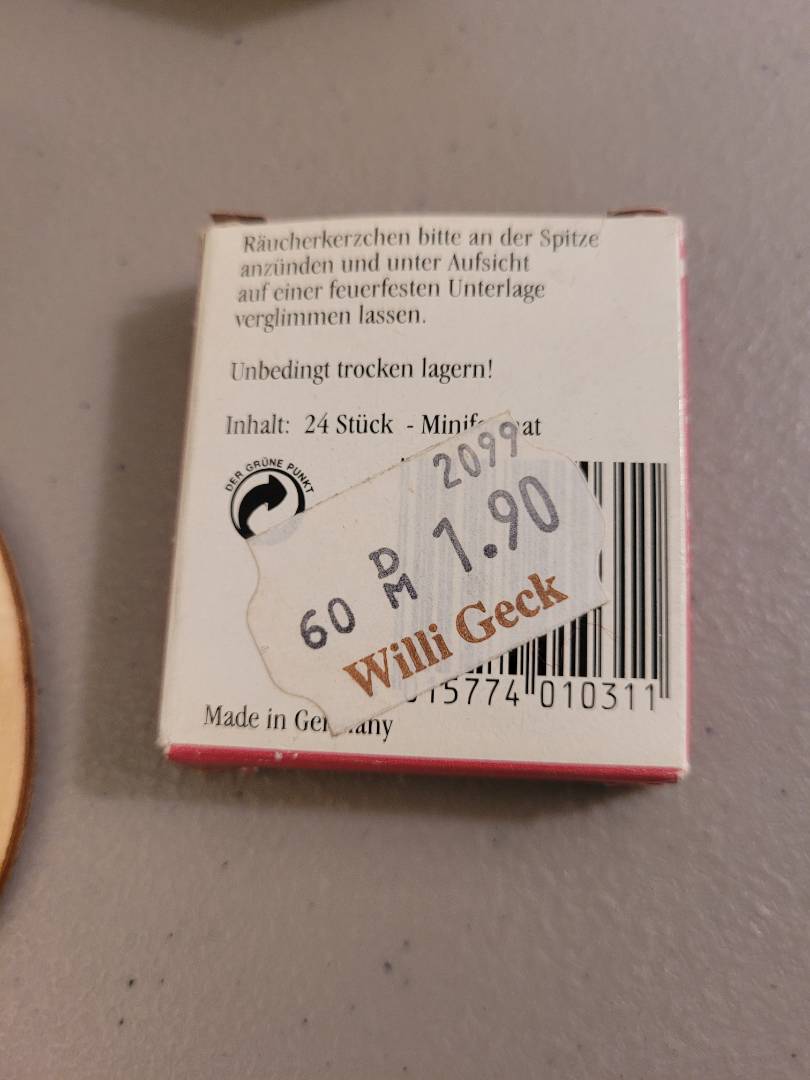 Räucherkerzchen bitte an der Spitze
anzünden und unter Aufsicht
auf einer feuerfesten Unterlage
verglimmen lassen.
Unbedingt trocken lagern!
Inhalt: 24 Stück -
DER GRÜNE PUNKT
2099
60 DM 1.90
Willi Geck
15774 010311
Made in